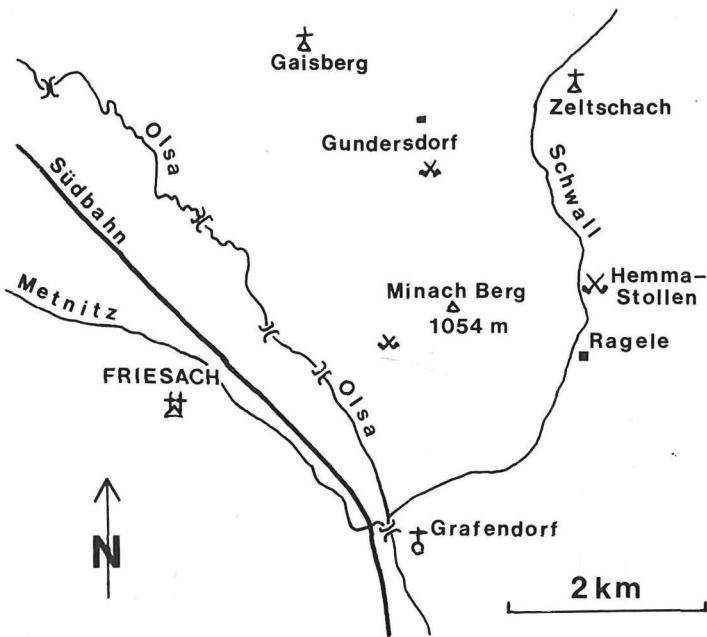 Gaisberg
Zeltschach
Olsa
Gundersdorf
Südbahn
Schwall
Metnitz
Minach Berg
1054 m
Hemma-
Stollen
Ragele
FRIESACH
Olsa
Grafendorf
N
2 km